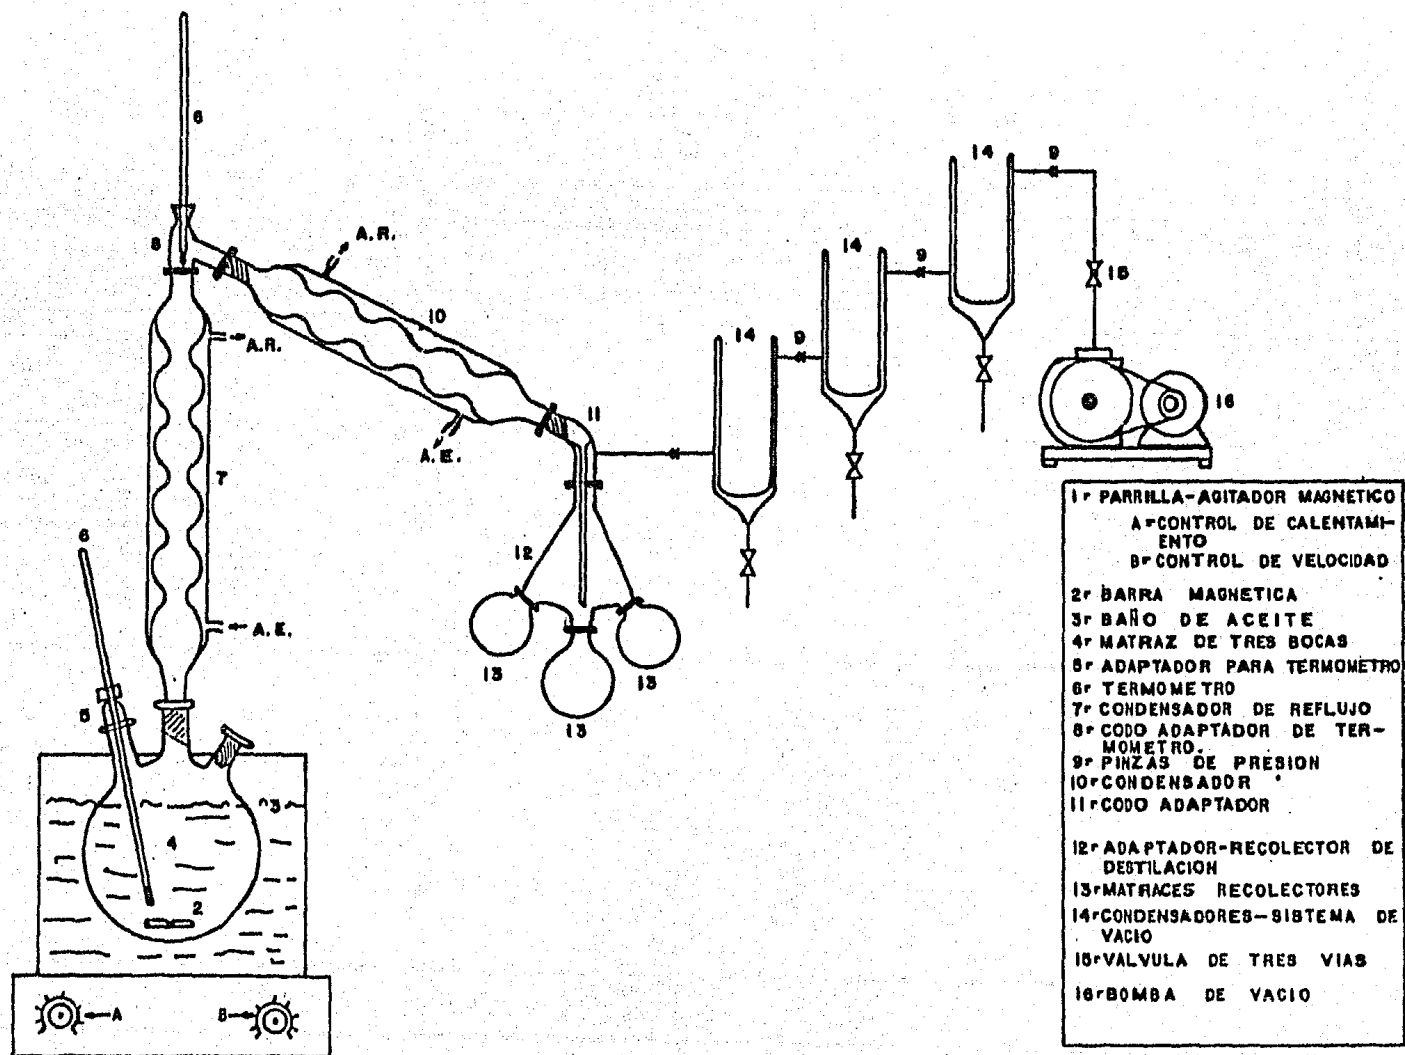 6
8
A.R.
10
A.R.
7
A.E.
11
6
5
A.E.
12
13
13
13
3
4
2
A
B
14
9
14
9
14
9
15
16
1= PARRILLA-AGITADOR MAGNETICO
A=CONTROL DE CALENTAMI-
ENTO
B= CONTROL DE VELOCIDAD
2= BARRA MAGNETICA
3= BAÑO DE ACEITE
4= MATRAZ DE TRES BOCAS
5= ADAPTADOR PARA TERMOMETRO
6= TERMOMETRO
7= CONDENSADOR DE REFLUJO
8= CODO ADAPTADOR DE TER-
MOMETRO.
9= PINZAS DE PRESION
10=CONDENSADOR
11=CODO ADAPTADOR
12= ADAPTADOR-RECOLECTOR DE
DESTILACION
13=MATRACES RECOLECTORES
14=CONDENSADORES-SISTEMA DE
VACIO
15=VALVULA DE TRES VIAS
16=BOMBA DE VACIO